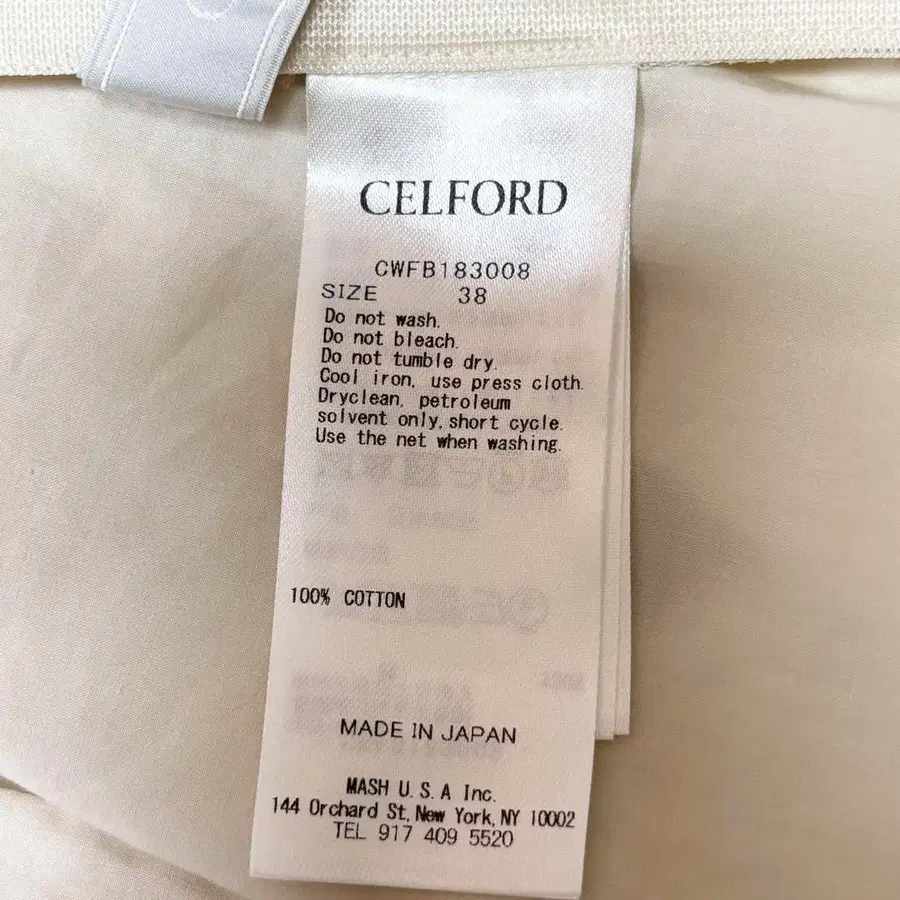 CELFORD
CWFB183008
SIZE 38
Do not wash.
Do not bleach.
Do not tumble dry.
Cool iron, use press cloth.
Dryclean, petroleum
solvent only, short cycle.
Use the net when washing.
100% COTTON
MADE IN JAPAN
MASH U.S.A Inc.
144 Orchard St, New York, NY 10002
TEL 917 409 5520